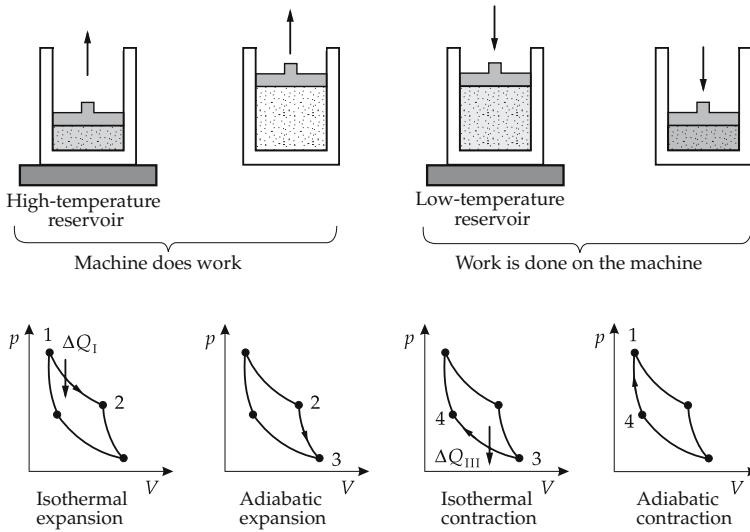 High-temperature
reservoir
Low-temperature
reservoir
Machine does work
Work is done on the machine
p
1
ΔQI
2
V
Isothermal
expansion
p
2
3
V
Adiabatic
expansion
p
4
ΔQIII
3
V
Isothermal
contraction
p
1
4
V
Adiabatic
contraction